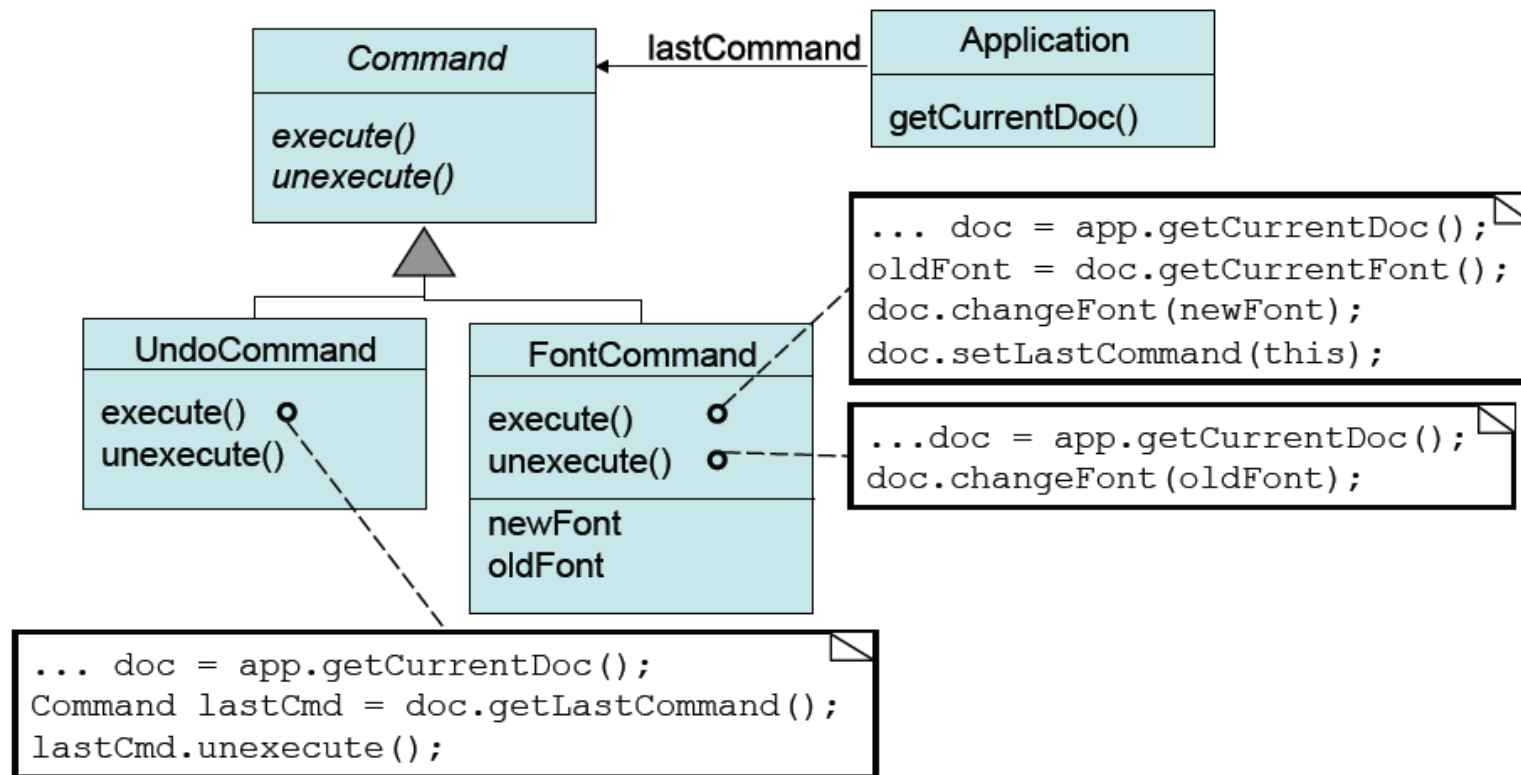 Command
execute()
unexecute()
lastCommand
Application
getCurrentDoc()
UndoCommand
execute()
unexecute()
FontCommand
execute()
unexecute()
newFont
oldFont
... doc = app.getCurrentDoc();
oldFont = doc.getCurrentFont();
doc.changeFont(newFont);
doc.setLastCommand(this);
...doc = app.getCurrentDoc();
doc.changeFont(oldFont);
... doc = app.getCurrentDoc();
Command lastCmd = doc.getLastCommand();
lastCmd.unexecute();